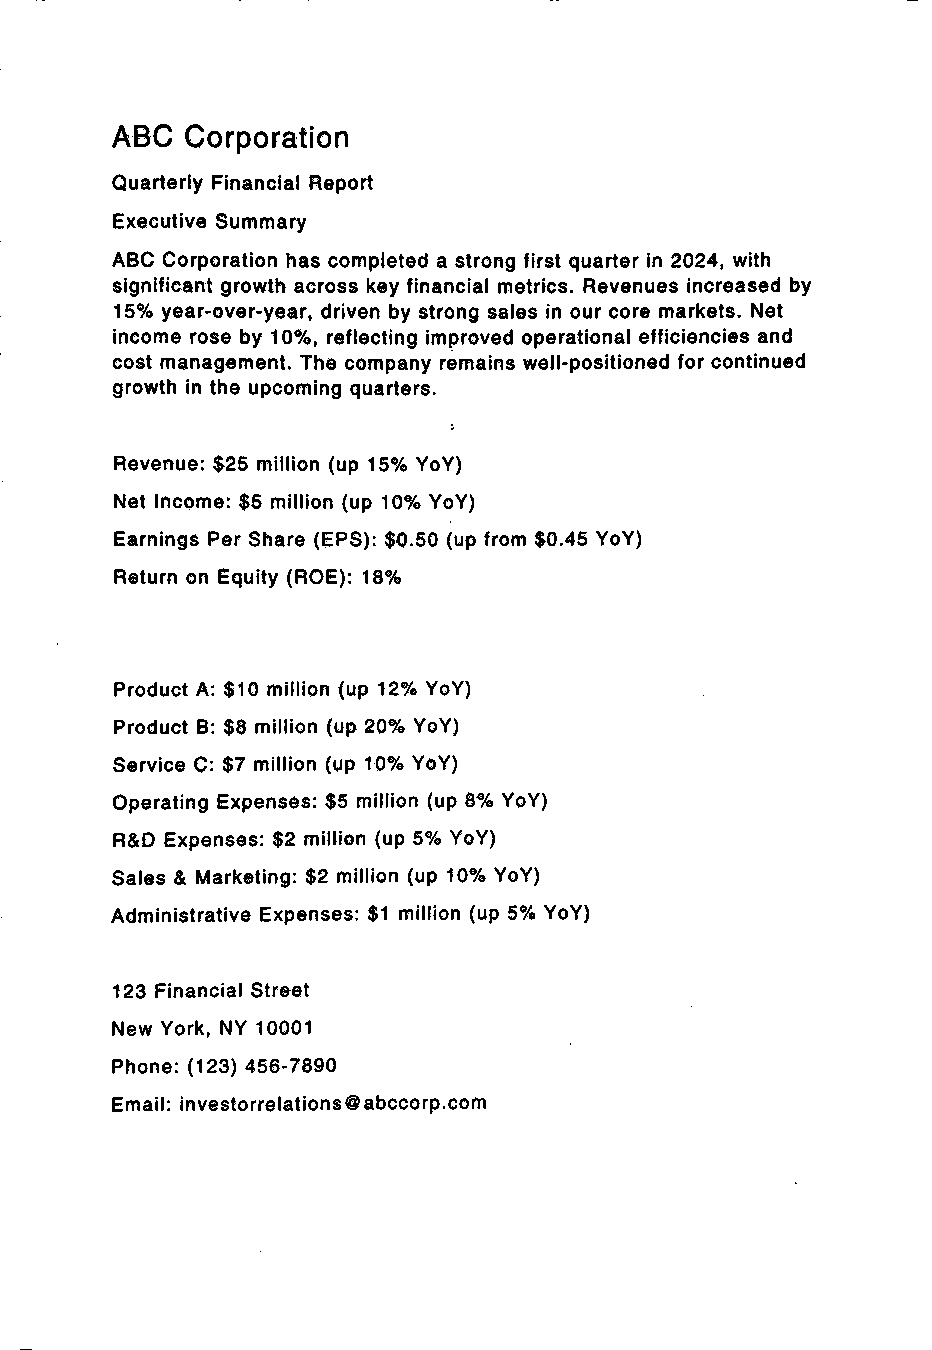 ABC Corporation
Quarterly Financial Report
Executive Summary
ABC Corporation has completed a strong first quarter in 2024, with
significant growth across key financial metrics. Revenues increased by
15% year-over-year, driven by strong sales in our core markets. Net
income rose by 10%, reflecting improved operational efficiencies and
cost management. The company remains well-positioned for continued
growth in the upcoming quarters.
Revenue: $25 million (up 15% YoY)
Net Income: $5 million (up 10% YoY)
Earnings Per Share (EPS): $0.50 (up from $0.45 YoY)
Return on Equity (ROE): 18%
Product A: $10 million (up 12% YoY)
Product B: $8 million (up 20% YoY)
Service C: $7 million (up 10% YoY)
Operating Expenses: $5 million (up 8% YoY)
R&D Expenses: $2 million (up 5% YoY)
Sales & Marketing: $2 million (up 10% YoY)
Administrative Expenses: $1 million (up 5% YoY)
123 Financial Street
New York, NY 10001
Phone: (123) 456-7890
Email: investorrelations@abccorp.com